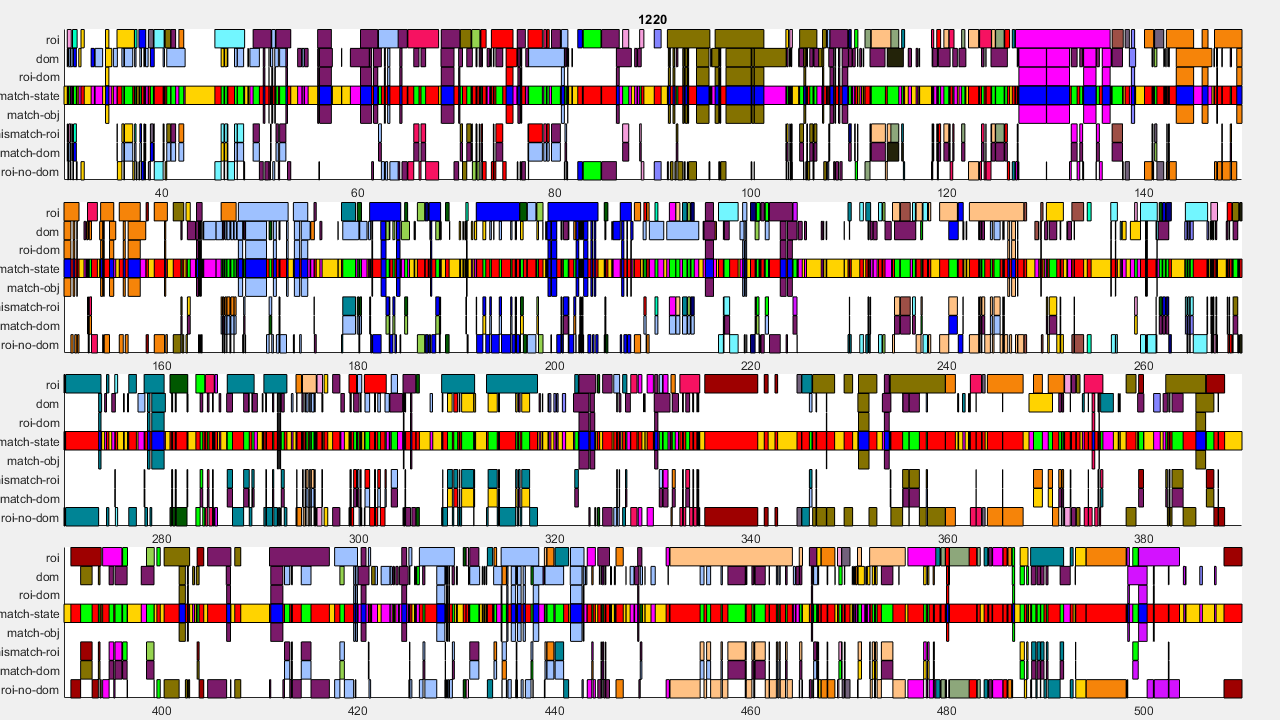 1220
roi
dom
roi-dom
match-state
match-obj
ismatch-roi
match-dom
roi-no-dom
40 60 80 100 120 140
roi
dom
roi-dom
match-state
match-obj
ismatch-roi
match-dom
roi-no-dom
160 180 200 220 240 260
roi
dom
roi-dom
match-state
match-obj
ismatch-roi
match-dom
roi-no-dom
280 300 320 340 360 380
roi
dom
roi-dom
match-state
match-obj
ismatch-roi
match-dom
roi-no-dom
400 420 440 460 480 500